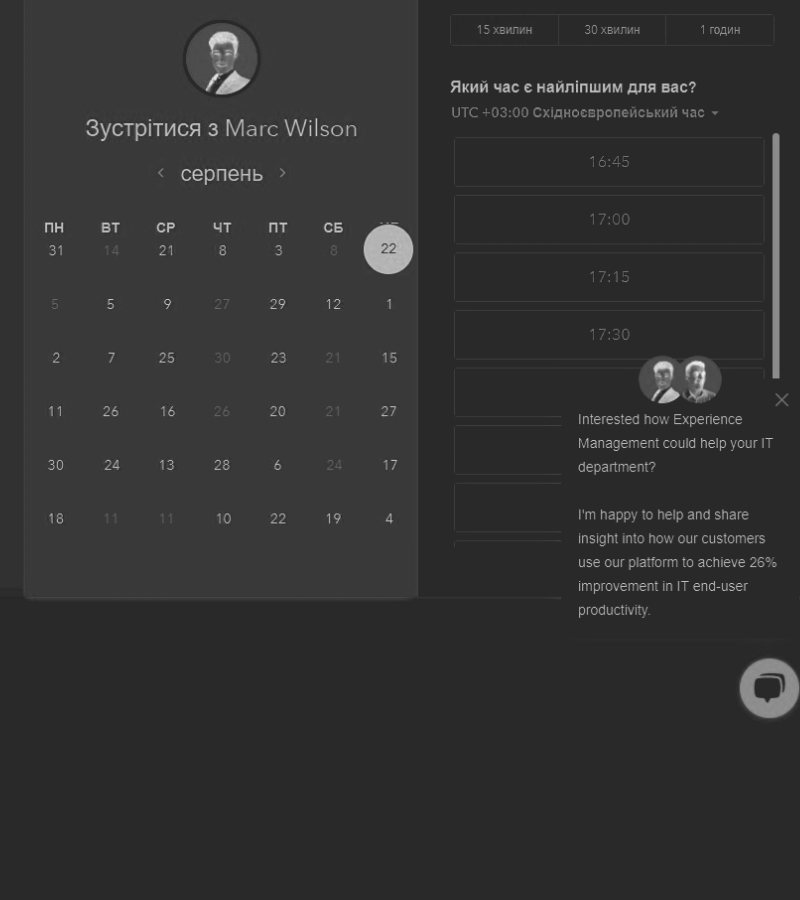 Зустрітися з Marc Wilson
серпень
ПН ВТ СР ЧТ ПТ СБ
31 14 21 8 3 8 22
5 5 9 27 29 12 1
2 7 25 30 23 21 15
11 26 16 26 20 21 27
30 24 13 28 6 24 17
18 11 11 10 22 19 4
15 хвилин 30 хвилин 1 годин
Який час є найліпшим для вас?
UTC +03:00 Східноєвропейський час
16:45
17:00
17:15
17:30
Interested how Experience
Management could help your IT
department?
I'm happy to help and share
insight into how our customers
use our platform to achieve 26%
improvement in IT end-user
productivity.